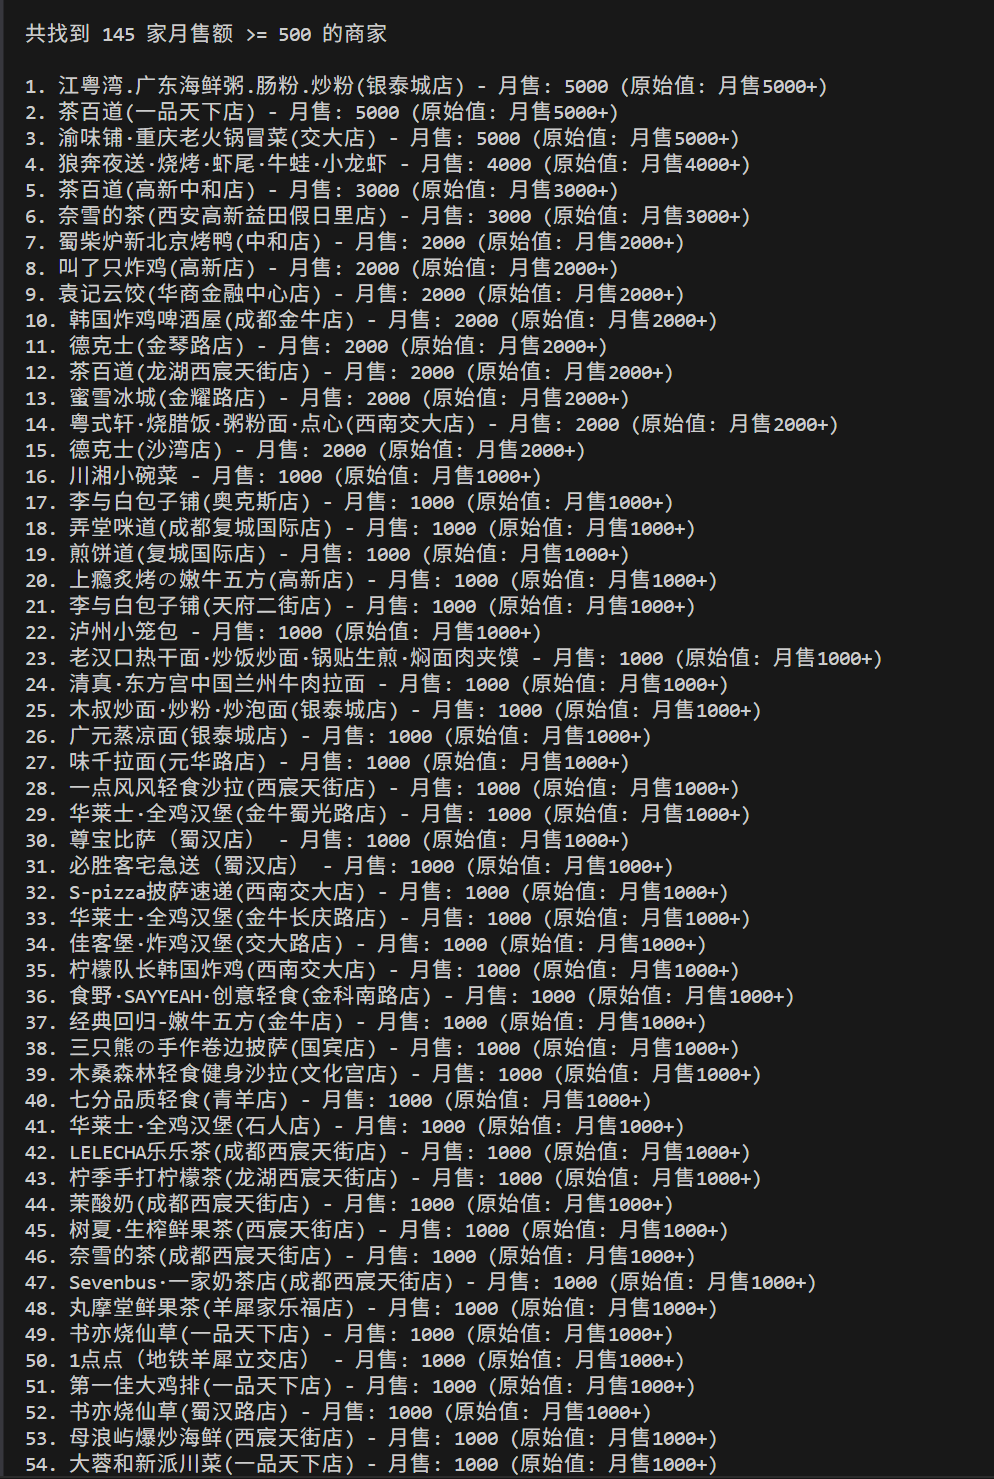 共找到 145 家月售额 >= 500 的商家
1. 江粤湾.广东海鲜粥.肠粉.炒粉(银泰城店) - 月售: 5000 (原始值: 月售5000+)
2. 茶百道(一品天下店) - 月售: 5000 (原始值: 月售5000+)
3. 渝味铺·重庆老火锅冒菜(交大店) - 月售: 5000 (原始值: 月售5000+)
4. 狼奔夜送·烧烤·虾尾·牛蛙·小龙虾 - 月售: 4000 (原始值: 月售4000+)
5. 茶百道(高新中和店) - 月售: 3000 (原始值: 月售3000+)
6. 奈雪的茶(西安高新益田假日里店) - 月售: 3000 (原始值: 月售3000+)
7. 蜀柴炉新北京烤鸭(中和店) - 月售: 2000 (原始值: 月售2000+)
8. 叫了只炸鸡(高新店) - 月售: 2000 (原始值: 月售2000+)
9. 袁记云饺(华商金融中心店) - 月售: 2000 (原始值: 月售2000+)
10. 韩国炸鸡啤酒屋(成都金牛店) - 月售: 2000 (原始值: 月售2000+)
11. 德克士(金琴路店) - 月售: 2000 (原始值: 月售2000+)
12. 茶百道(龙湖西宸天街店) - 月售: 2000 (原始值: 月售2000+)
13. 蜜雪冰城(金耀路店) - 月售: 2000 (原始值: 月售2000+)
14. 粤式轩·烧腊饭·粥粉面·点心(西南交大店) - 月售: 2000 (原始值: 月售2000+)
15. 德克士(沙湾店) - 月售: 2000 (原始值: 月售2000+)
16. 川湘小碗菜 - 月售: 1000 (原始值: 月售1000+)
17. 李与白包子铺(奥克斯店) - 月售: 1000 (原始值: 月售1000+)
18. 弄堂咪道(成都复城国际店) - 月售: 1000 (原始值: 月售1000+)
19. 煎饼道(复城国际店) - 月售: 1000 (原始值: 月售1000+)
20. 上瘾炙烤の嫩牛五方(高新店) - 月售: 1000 (原始值: 月售1000+)
21. 李与白包子铺(天府二街店) - 月售: 1000 (原始值: 月售1000+)
22. 泸州小笼包 - 月售: 1000 (原始值: 月售1000+)
23. 老汉口热干面·炒饭炒面·锅贴生煎·焖面肉夹馍 - 月售: 1000 (原始值: 月售1000+)
24. 清真·东方宫中国兰州牛肉拉面 - 月售: 1000 (原始值: 月售1000+)
25. 木叔炒面·炒粉·炒泡面(银泰城店) - 月售: 1000 (原始值: 月售1000+)
26. 广元蒸凉面(银泰城店) - 月售: 1000 (原始值: 月售1000+)
27. 味千拉面(元华路店) - 月售: 1000 (原始值: 月售1000+)
28. 一点风风轻食沙拉(西宸天街店) - 月售: 1000 (原始值: 月售1000+)
29. 华莱士·全鸡汉堡(金牛蜀光路店) - 月售: 1000 (原始值: 月售1000+)
30. 尊宝比萨（蜀汉店） - 月售: 1000 (原始值: 月售1000+)
31. 必胜客宅急送（蜀汉店） - 月售: 1000 (原始值: 月售1000+)
32. S-pizza披萨速递(西南交大店) - 月售: 1000 (原始值: 月售1000+)
33. 华莱士·全鸡汉堡(金牛长庆路店) - 月售: 1000 (原始值: 月售1000+)
34. 佳客堡·炸鸡汉堡(交大路店) - 月售: 1000 (原始值: 月售1000+)
35. 柠檬队长韩国炸鸡(西南交大店) - 月售: 1000 (原始值: 月售1000+)
36. 食野·SAYYEAH·创意轻食(金科南路店) - 月售: 1000 (原始值: 月售1000+)
37. 经典回归-嫩牛五方(金牛店) - 月售: 1000 (原始值: 月售1000+)
38. 三只熊の手作卷边披萨(国宾店) - 月售: 1000 (原始值: 月售1000+)
39. 木桑森林轻食健身沙拉(文化宫店) - 月售: 1000 (原始值: 月售1000+)
40. 七分品质轻食(青羊店) - 月售: 1000 (原始值: 月售1000+)
41. 华莱士·全鸡汉堡(石人店) - 月售: 1000 (原始值: 月售1000+)
42. LELECHA乐乐茶(成都西宸天街店) - 月售: 1000 (原始值: 月售1000+)
43. 柠季手打柠檬茶(龙湖西宸天街店) - 月售: 1000 (原始值: 月售1000+)
44. 茉酸奶(成都西宸天街店) - 月售: 1000 (原始值: 月售1000+)
45. 树夏·生榨鲜果茶(西宸天街店) - 月售: 1000 (原始值: 月售1000+)
46. 奈雪的茶(成都西宸天街店) - 月售: 1000 (原始值: 月售1000+)
47. Sevenbus·一家奶茶店(成都西宸天街店) - 月售: 1000 (原始值: 月售1000+)
48. 丸摩堂鲜果茶(羊犀家乐福店) - 月售: 1000 (原始值: 月售1000+)
49. 书亦烧仙草(一品天下店) - 月售: 1000 (原始值: 月售1000+)
50. 1点点（地铁羊犀立交店） - 月售: 1000 (原始值: 月售1000+)
51. 第一佳大鸡排(一品天下店) - 月售: 1000 (原始值: 月售1000+)
52. 书亦烧仙草(蜀汉路店) - 月售: 1000 (原始值: 月售1000+)
53. 母浪屿爆炒海鲜(西宸天街店) - 月售: 1000 (原始值: 月售1000+)
54. 大蓉和新派川菜(一品天下店) - 月售: 1000 (原始值: 月售1000+)